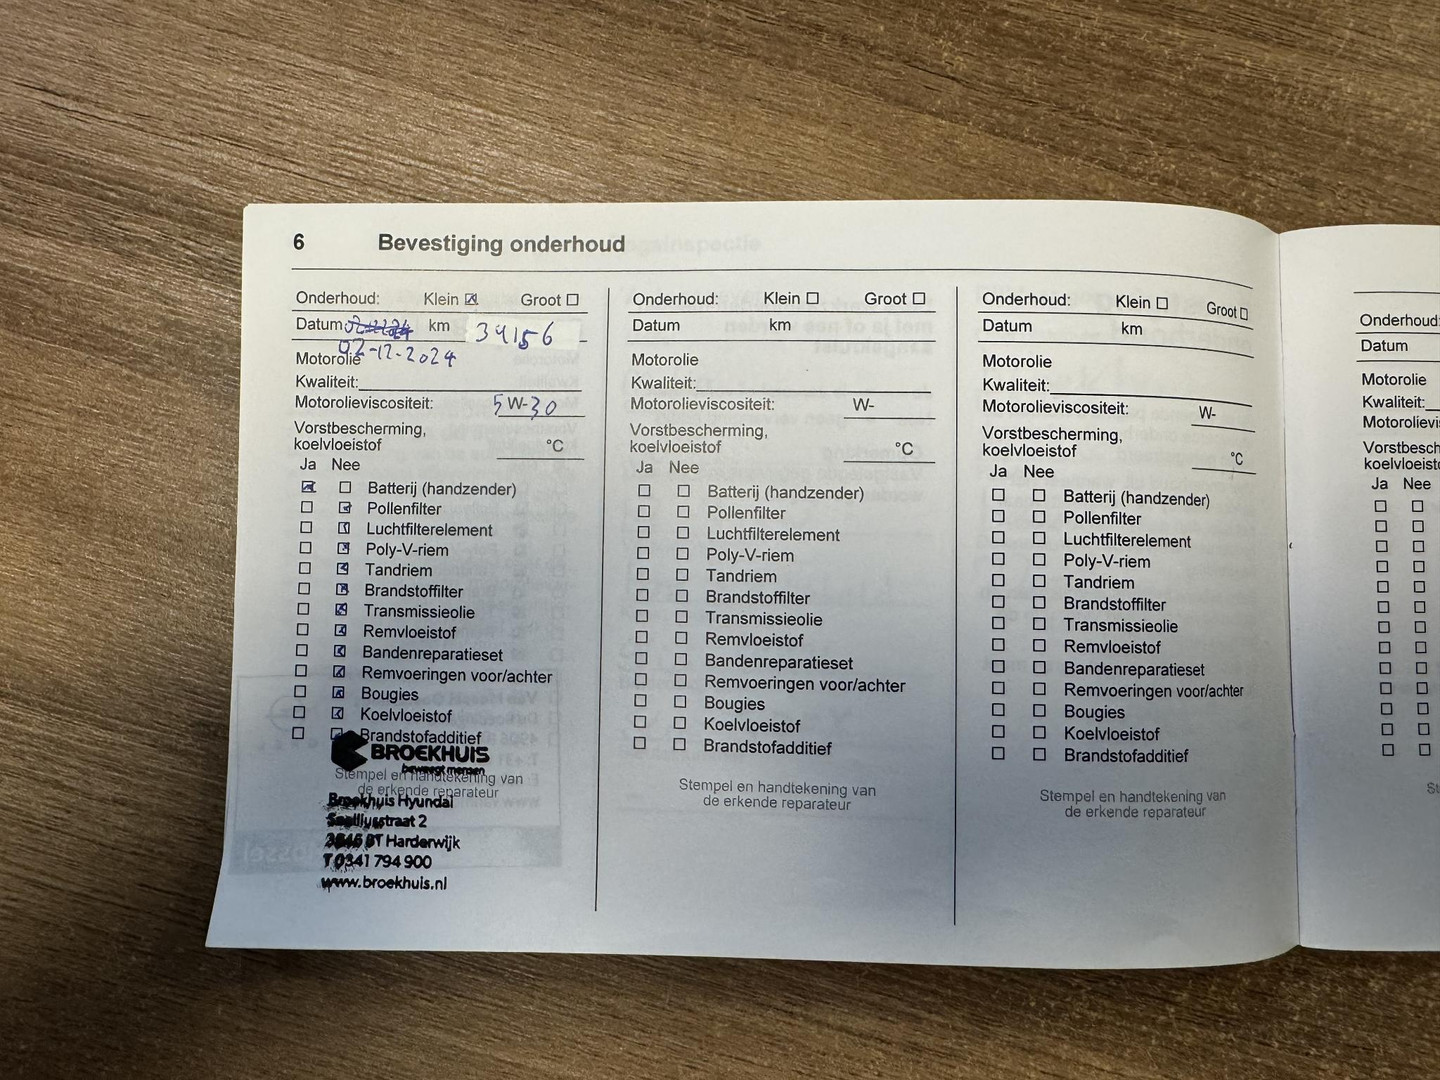 6 Bevestiging onderhoud
Onderhoud: Klein ☒ Groot ☐
Datum km 34156
02-12-2024
Motorolie
Kwaliteit:
Motorolieviscositeit: 5W-30
Vorstbescherming,
koelvloeistof °C
Ja Nee
☒ ☐ Batterij (handzender)
☐ ☒ Pollenfilter
☐ ☒ Luchtfilterelement
☐ ☒ Poly-V-riem
☐ ☒ Tandriem
☐ ☒ Brandstoffilter
☐ ☒ Transmissieolie
☐ ☒ Remvloeistof
☐ ☒ Bandenreparatieset
☐ ☒ Remvoeringen voor/achter
☐ ☒ Bougies
☐ ☒ Koelvloeistof
☐ ☒ Brandstofadditief
BROEKHUIS
beweegt mensen
Stempel en handtekening van
de erkende reparateur
Broekhuis Hyundai
2
Harderwijk
T 0341 794 900
www.broekhuis.nl
Onderhoud: Klein ☐ Groot ☐
Datum km
Motorolie
Kwaliteit:
Motorolieviscositeit: W-
Vorstbescherming,
koelvloeistof °C
Ja Nee
☐ ☐ Batterij (handzender)
☐ ☐ Pollenfilter
☐ ☐ Luchtfilterelement
☐ ☐ Poly-V-riem
☐ ☐ Tandriem
☐ ☐ Brandstoffilter
☐ ☐ Transmissieolie
☐ ☐ Remvloeistof
☐ ☐ Bandenreparatieset
☐ ☐ Remvoeringen voor/achter
☐ ☐ Bougies
☐ ☐ Koelvloeistof
☐ ☐ Brandstofadditief
Stempel en handtekening van
de erkende reparateur
Onderhoud: Klein ☐ Groot ☐
Datum km
Motorolie
Kwaliteit:
Motorolieviscositeit: W-
Vorstbescherming,
koelvloeistof °C
Ja Nee
☐ ☐ Batterij (handzender)
☐ ☐ Pollenfilter
☐ ☐ Luchtfilterelement
☐ ☐ Poly-V-riem
☐ ☐ Tandriem
☐ ☐ Brandstoffilter
☐ ☐ Transmissieolie
☐ ☐ Remvloeistof
☐ ☐ Bandenreparatieset
☐ ☐ Remvoeringen voor/achter
☐ ☐ Bougies
☐ ☐ Koelvloeistof
☐ ☐ Brandstofadditief
Stempel en handtekening van
de erkende reparateur
Onderhoud:
Datum
Motorolie
Kwaliteit:
Motorolievis
Vorstbesch
koelvloeisto
Ja Nee